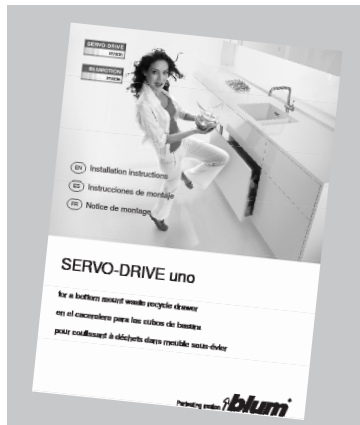 SERVO-DRIVE
BLUMOTION
EN Installation instructions
ES Instrucciones de montaje
FR Notice de montage
SERVO-DRIVE uno
for a bottom mount waste recycle drawer
en el cacerolero para los cubos de basura
pour coulissant à déchets dans meuble sous-évier
Perfecting motion blum